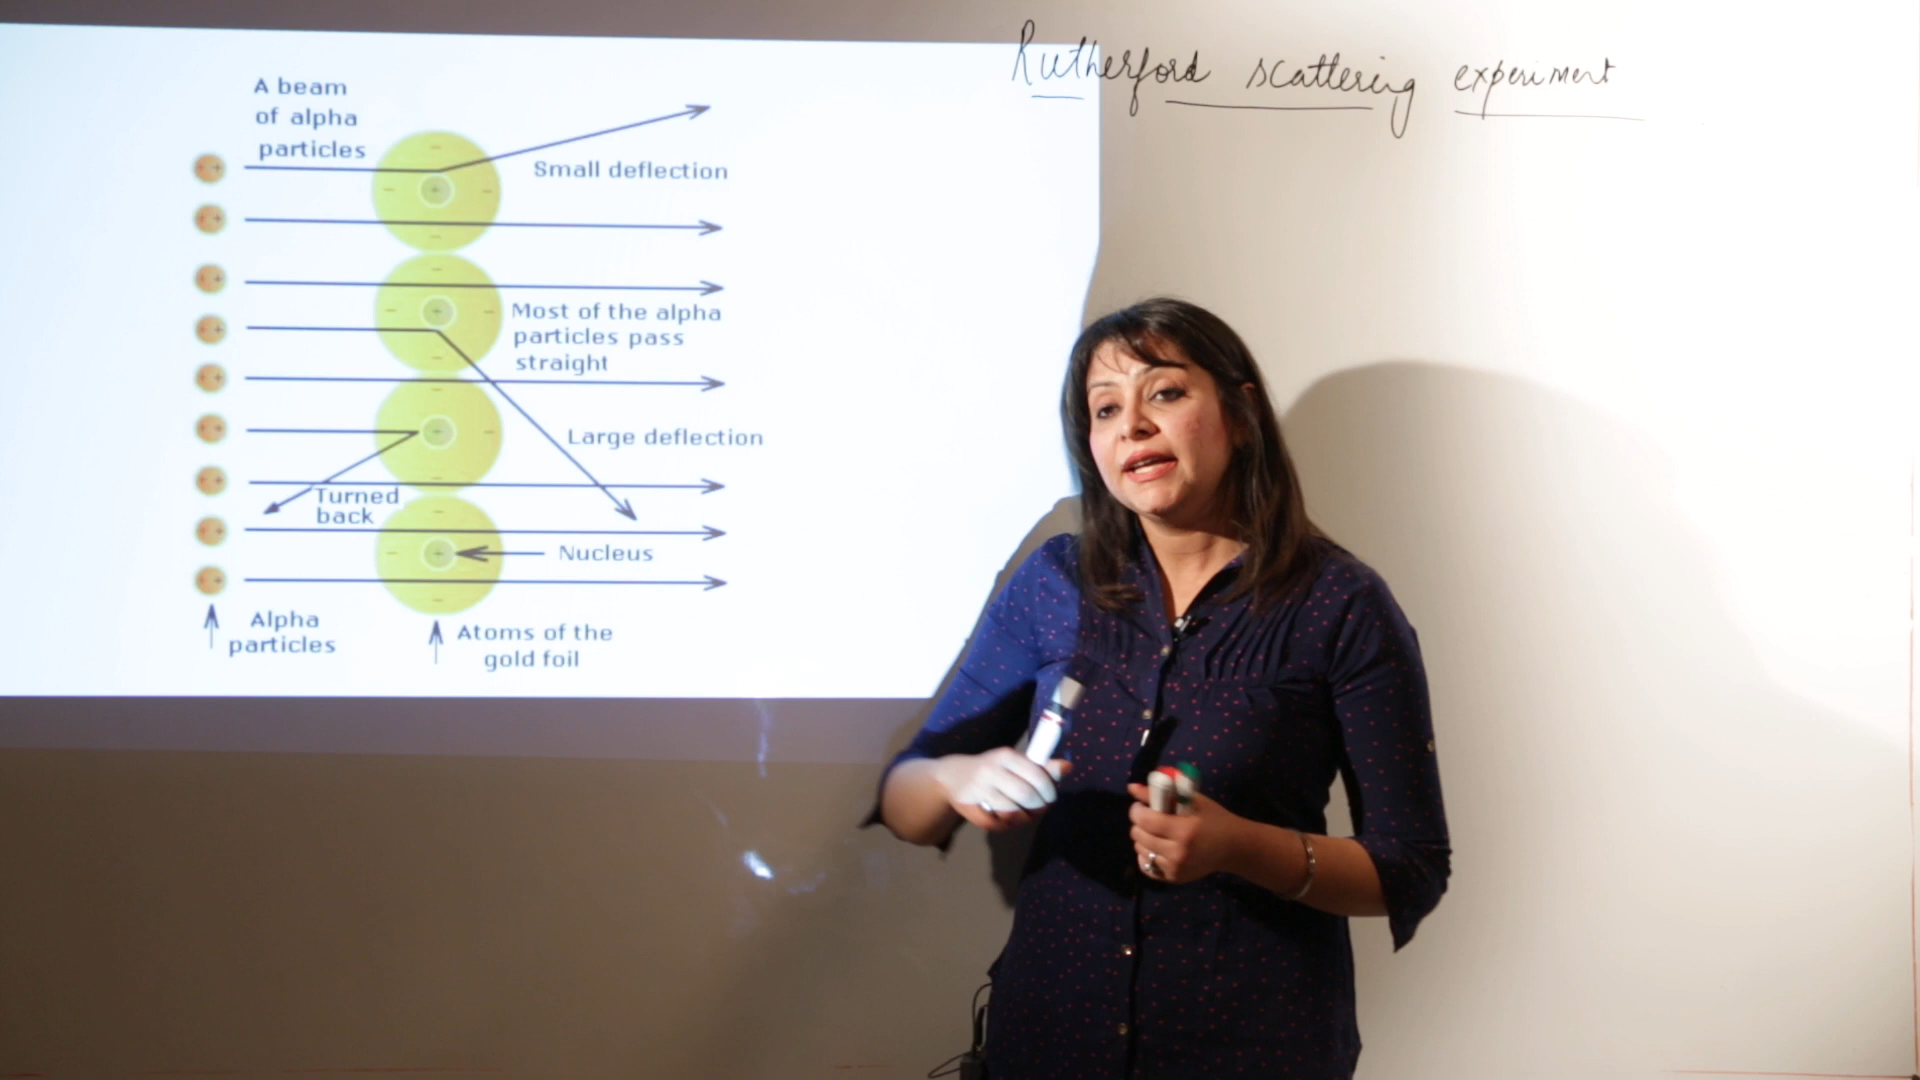 Rutherford scattering experiment
A beam
of alpha
particles
Small deflection
Most of the alpha
particles pass
straight
Large deflection
Turned
back
Nucleus
Alpha
particles
Atoms of the
gold foil